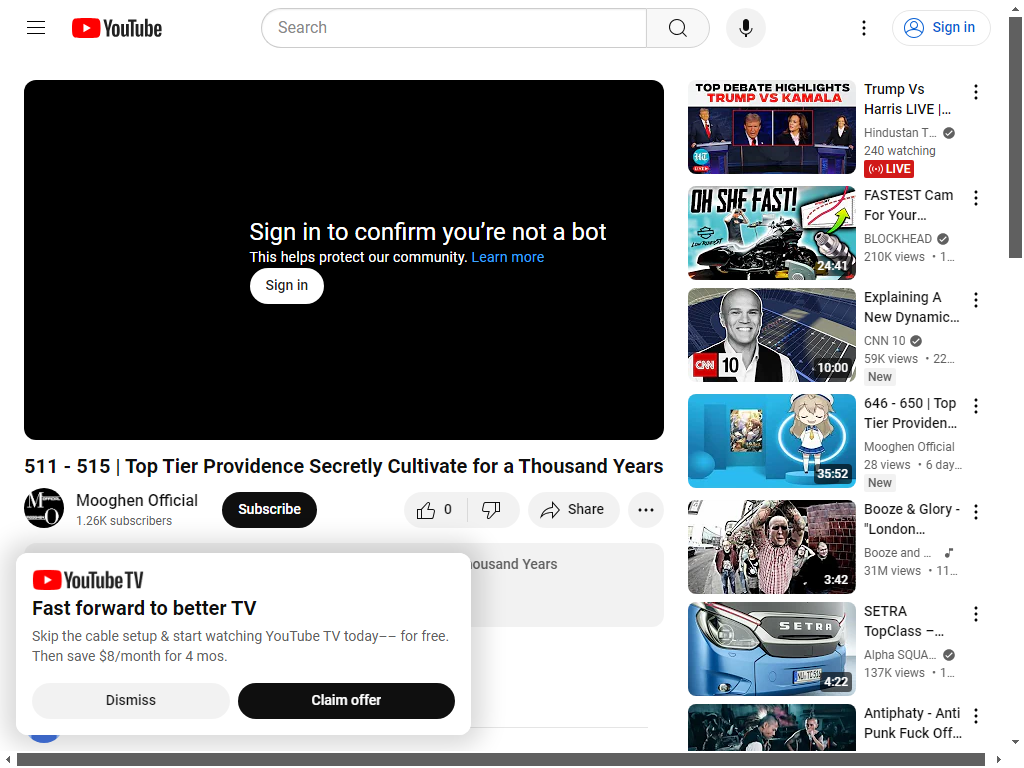 YouTube
Search
Sign in
Sign in to confirm you’re not a bot
This helps protect our community. Learn more
Sign in
511 - 515 | Top Tier Providence Secretly Cultivate for a Thousand Years
Mooghen Official
1.26K subscribers
Subscribe
0
Share
housand Years
YouTube TV
Fast forward to better TV
Skip the cable setup & start watching YouTube TV today–– for free.
Then save $8/month for 4 mos.
Dismiss
Claim offer
TOP DEBATE HIGHLIGHTS
TRUMP VS KAMALA
HT
Trump Vs
Harris LIVE |...
Hindustan T...
240 watching
LIVE
OH SHE FAST!
24:41
FASTEST Cam
For Your...
BLOCKHEAD
210K views • 1...
CNN 10
10:00
Explaining A
New Dynamic...
CNN 10
59K views • 22...
New
35:52
646 - 650 | Top
Tier Providen...
Mooghen Official
28 views • 6 day...
New
3:42
Booze & Glory -
"London...
Booze and ...
31M views • 11...
SETRA
4:22
SETRA
TopClass –...
Alpha SQUA...
137K views • 1...
Antiphaty - Anti
Punk Fuck Off...